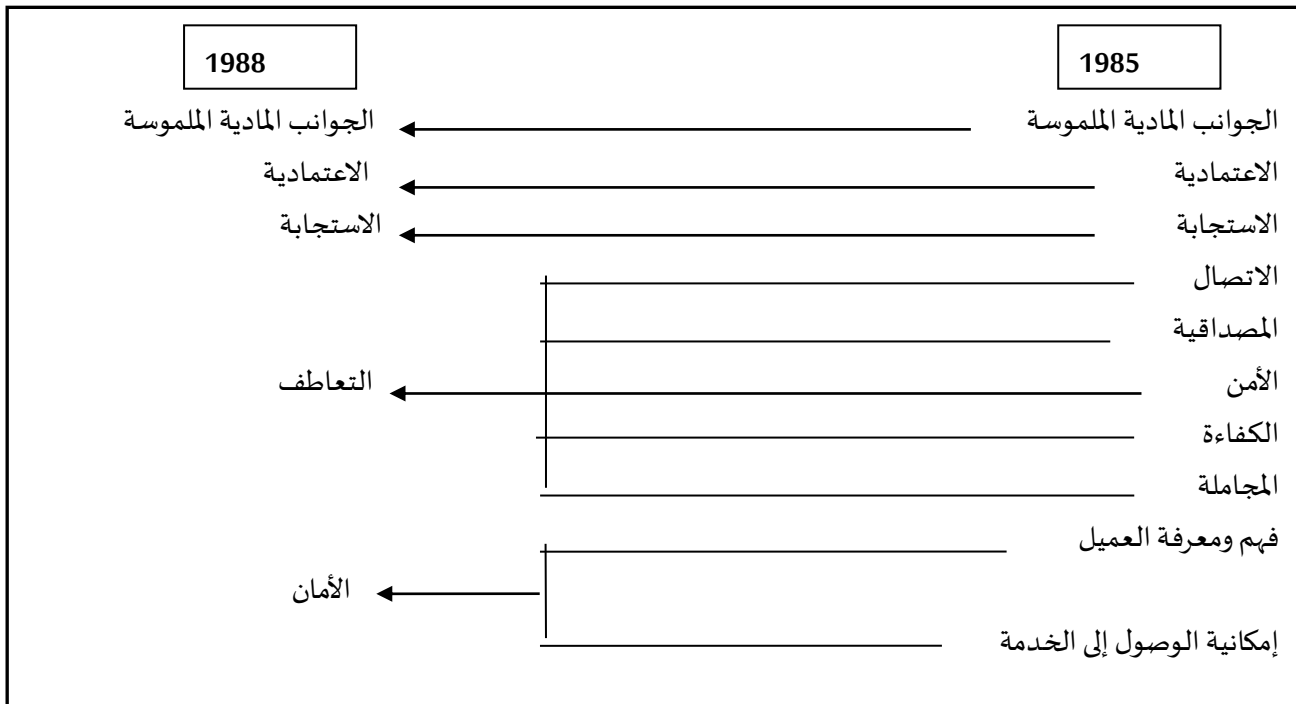 1985 1988
الجوانب المادية الملموسة الجوانب المادية الملموسة
الاعتمادية الاعتمادية
الاستجابة الاستجابة
الاتصال
المصداقية
الأمن التعاطف
الكفاءة
المجاملة
فهم ومعرفة العميل
الأمان
إمكانية الوصول إلى الخدمة